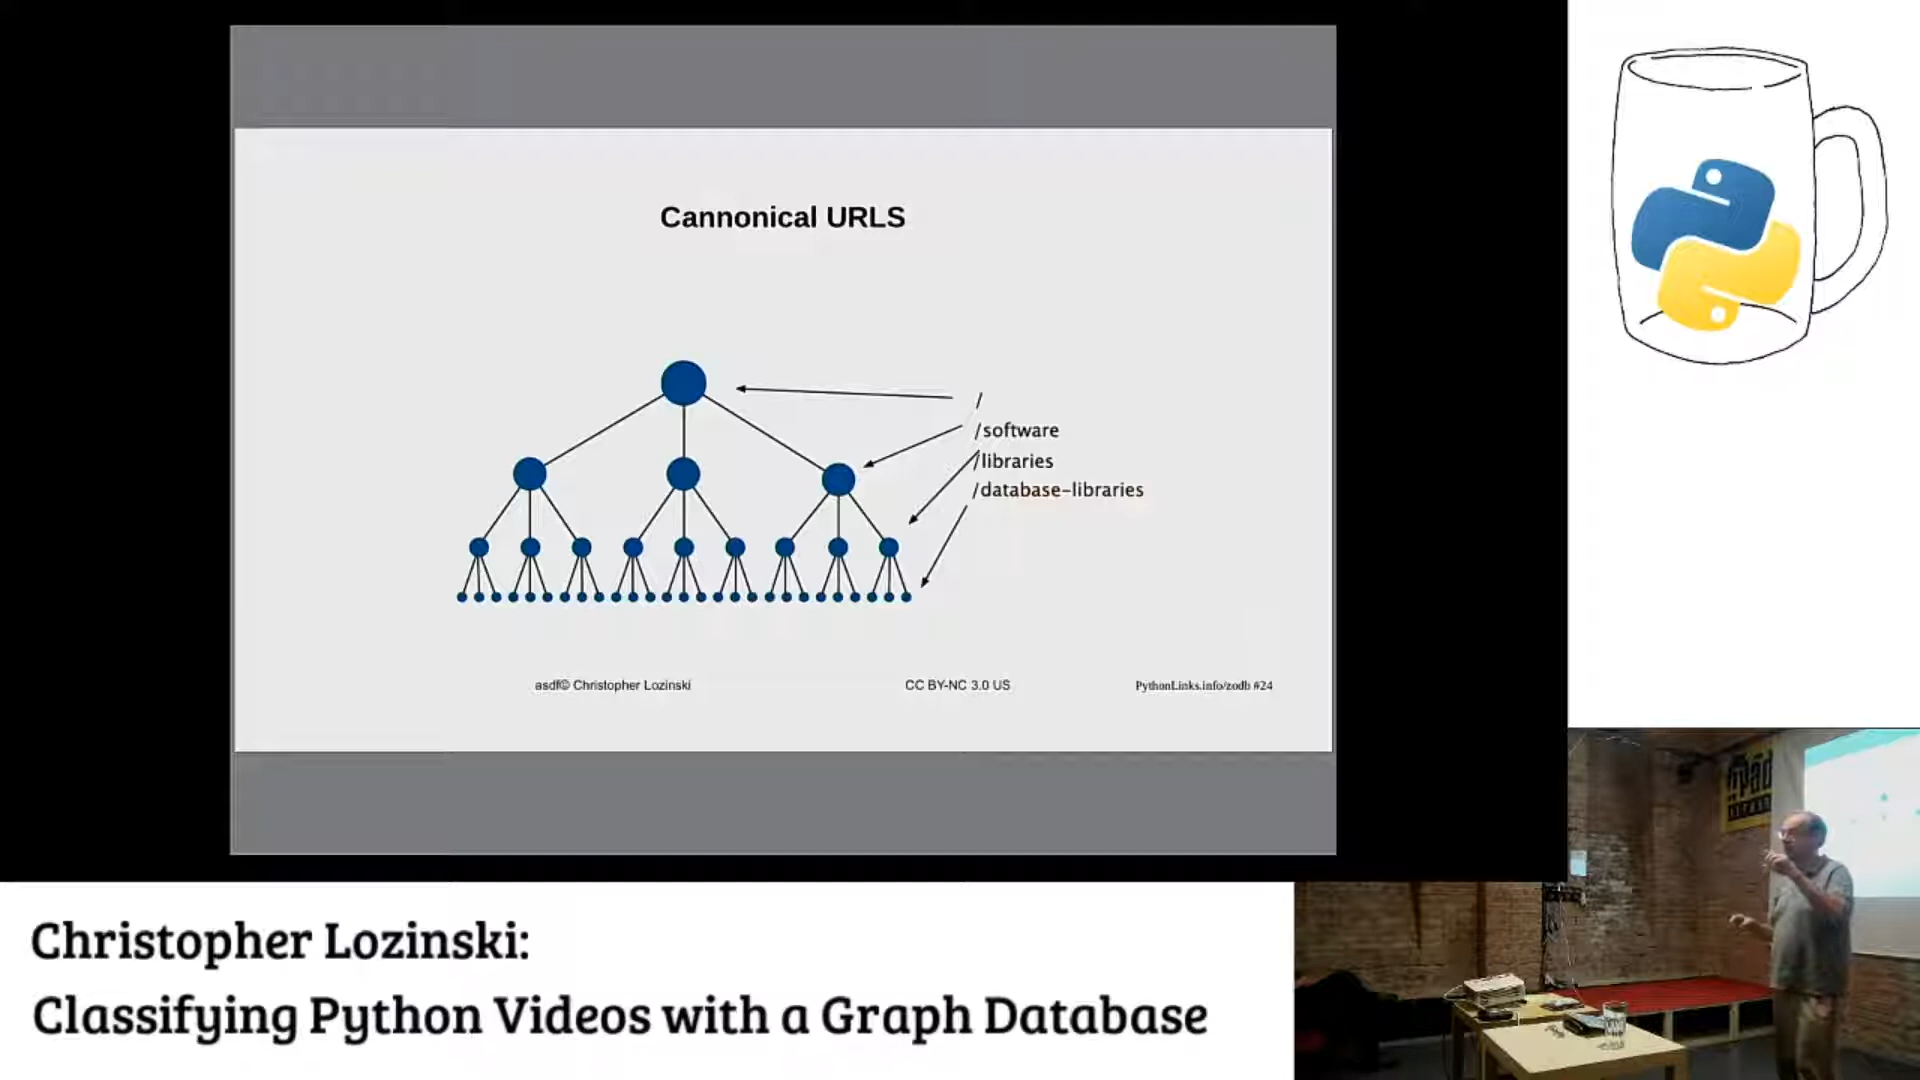 Cannonical URLS
/
/software
/libraries
/database-libraries
asdf© Christopher Lozinski
CC BY-NC 3.0 US
PythonLinks.info/zodb #24
Christopher Lozinski:
Classifying Python Videos with a Graph Database